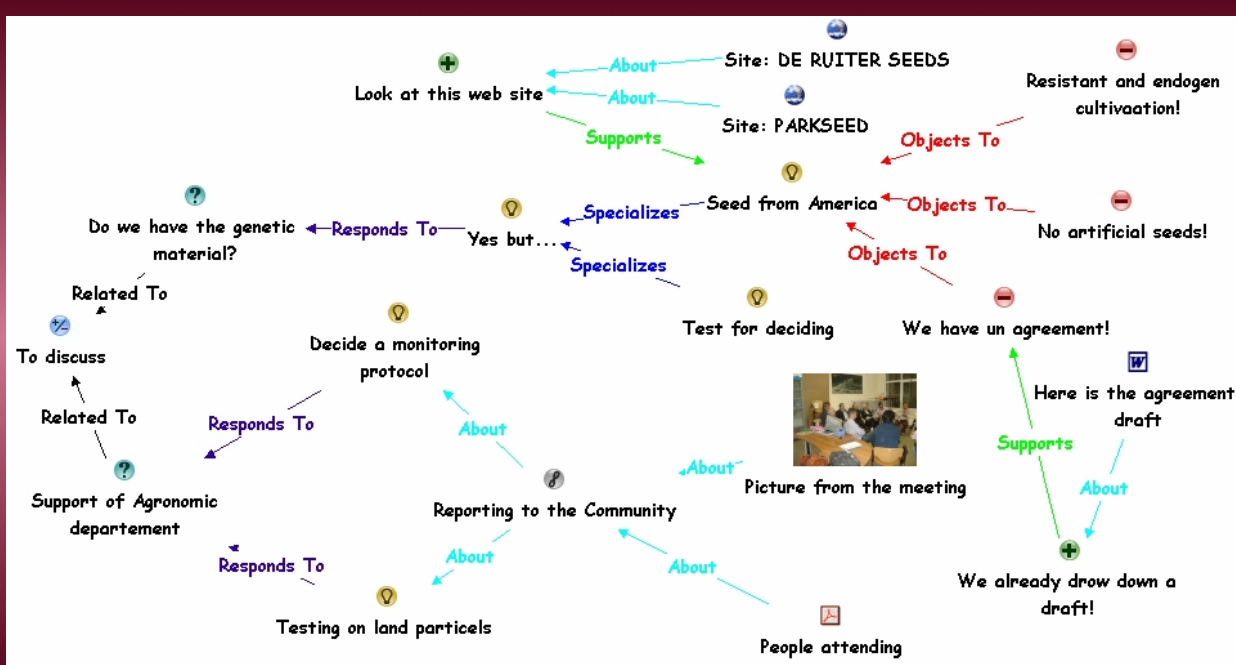 About
Site: DE RUITER SEEDS
Look at this web site
About
Site: PARKSEED
Resistant and endogen
cultivaation!
Supports
Objects To
Do we have the genetic
material?
Responds To
Yes but...
Specializes
Seed from America
Objects To
No artificial seeds!
Specializes
Objects To
Related To
To discuss
Decide a monitoring
protocol
Test for deciding
We have un agreement!
W
Here is the agreement
draft
Related To
Responds To
About
Supports
About
Picture from the meeting
About
Support of Agronomic
departement
Reporting to the Community
Responds To
About
About
We already drow down a
draft!
Testing on land particels
People attending